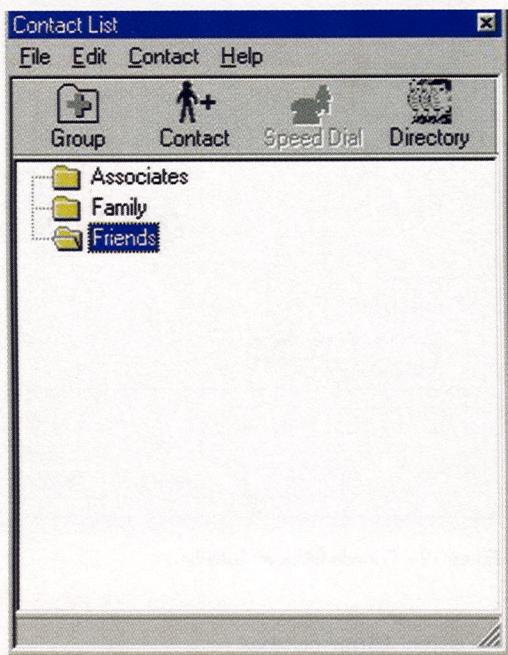 Contact List
File Edit Contact Help
Group Contact Speed Dial Directory
Associates
Family
Friends